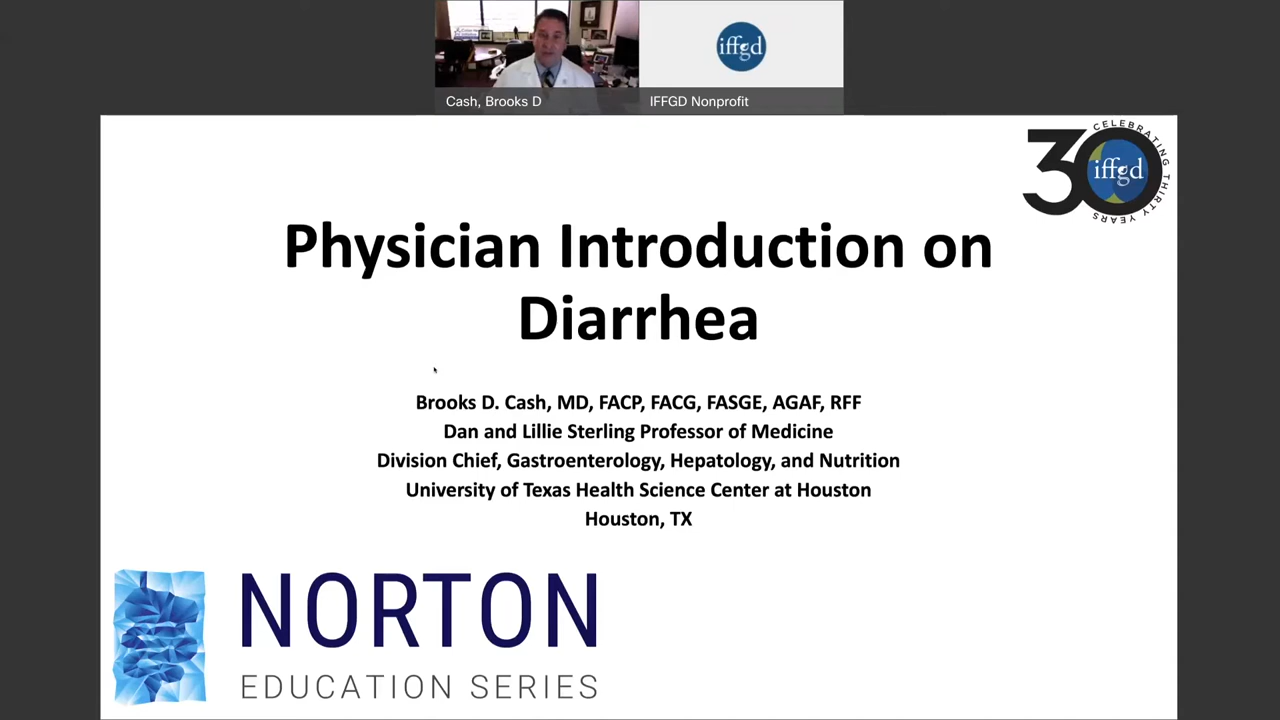 iffgd
Cash, Brooks D
IFFGD Nonprofit
30
CELEBRATING THIRTY YEARS
iffgd
Physician Introduction on
Diarrhea
Brooks D. Cash, MD, FACP, FACG, FASGE, AGAF, RFF
Dan and Lillie Sterling Professor of Medicine
Division Chief, Gastroenterology, Hepatology, and Nutrition
University of Texas Health Science Center at Houston
Houston, TX
NORTON
EDUCATION SERIES